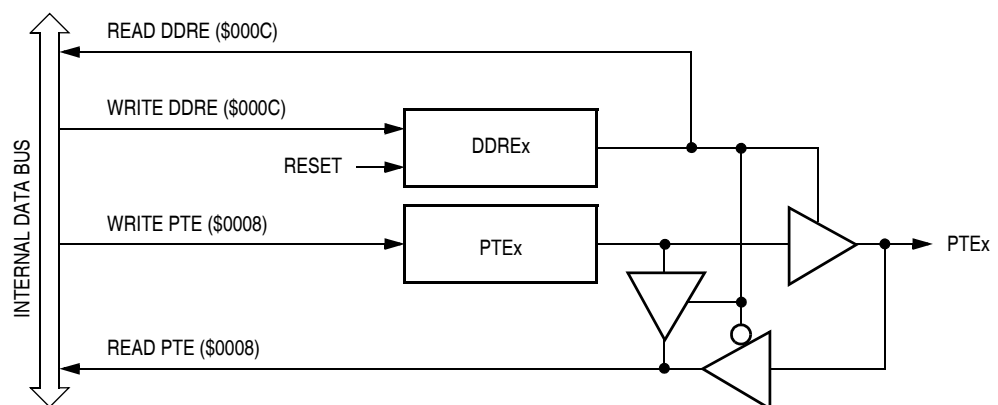 READ DDRE ($000C)
WRITE DDRE ($000C)
DDREx
RESET
WRITE PTE ($0008)
PTEx
PTEx
READ PTE ($0008)
INTERNAL DATA BUS